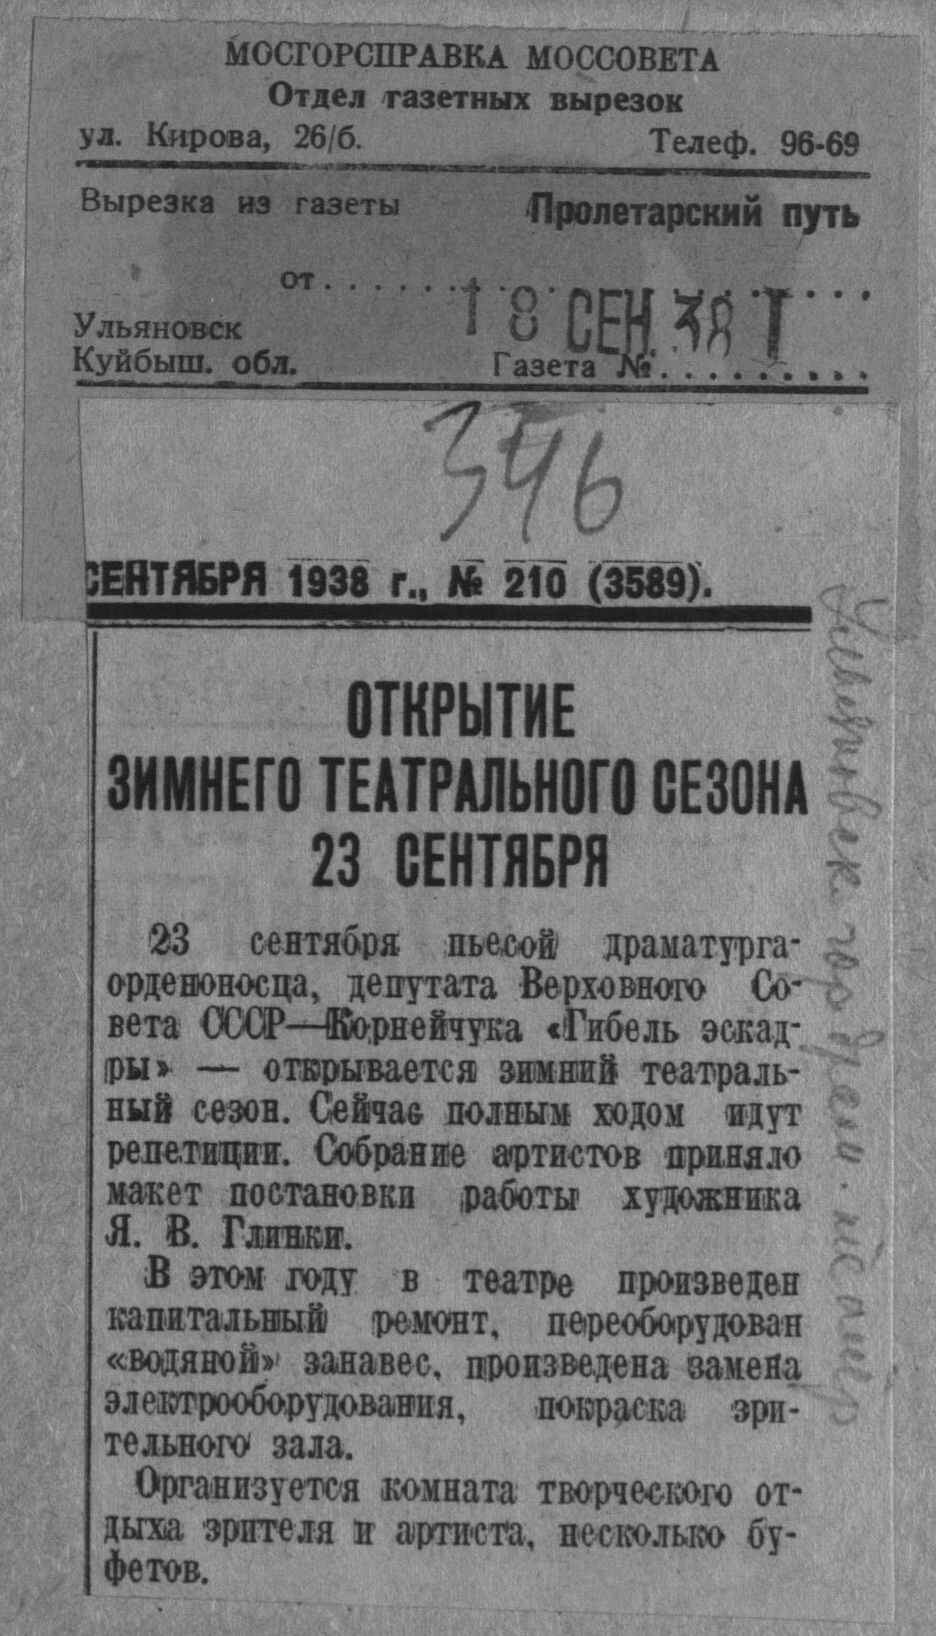 МОСГОРСПРАВКА МОССОВЕТА
Отдел газетных вырезок
ул. Кирова, 26/б. Телеф. 96-69
Вырезка из газеты Пролетарский путь
от . . . . . . . . . . . . . . . . . .
18 СЕН. 38
Ульяновск
Куйбыш. обл. Газета № . . . . . . . . .
346
СЕНТЯБРЯ 1938 г., № 210 (3589).
ОТКРЫТИЕ
ЗИМНЕГО ТЕАТРАЛЬНОГО СЕЗОНА
23 СЕНТЯБРЯ
23 сентября пьесой драматурга-
орденоносца, депутата Верховного Со-
вета СССР—Корнейчука «Гибель эскад-
ры» — открывается зимний театраль-
ный сезон. Сейчас полным ходом идут
репетиции. Собрание артистов приняло
макет постановки работы художника
Я. В. Глинки.
В этом году в театре произведен
капитальный ремонт, переоборудован
«водяной» занавес, произведена замена
электрооборудования, покраска зри-
тельного зала.
Организуется комната творческого от-
дыха зрителя и артиста, несколько бу-
фетов.
Ульяновск